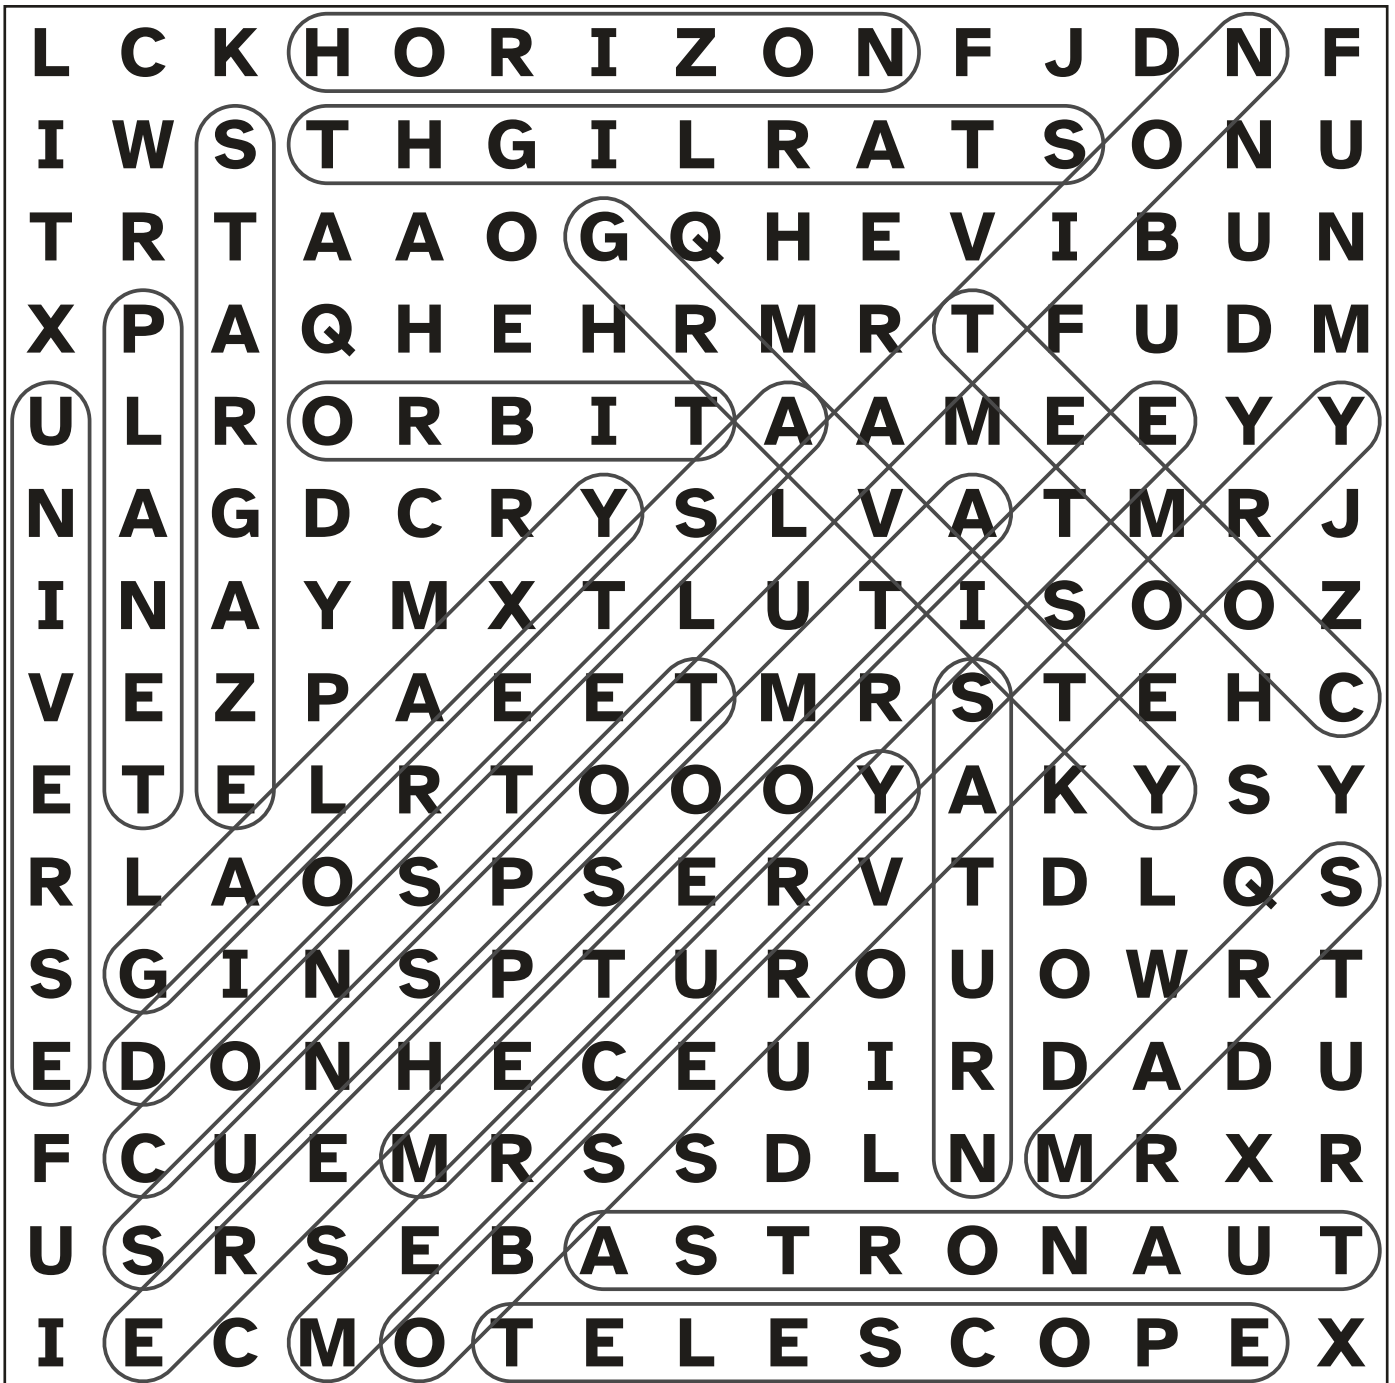 L C K H O R I Z O N F J D N F
I W S T H G I L R A T S O N U
T R T A A O G Q H E V I B U N
X P A Q H E H R M R T F U D M
U L R O R B I T A A M E E Y Y
N A G D C R Y S L V A T M R J
I N A Y M X T L U T I S O O Z
V E Z P A E E T M R S T E H C
E T E L R T O O O Y A K Y S Y
R L A O S P S E R V T D L Q S
S G I N S P T U R O U O W R T
E D O N H E C E U I R D A D U
F C U E M R S S D L N M R X R
U S R S E B A S T R O N A U T
I E C M O T E L E S C O P E X